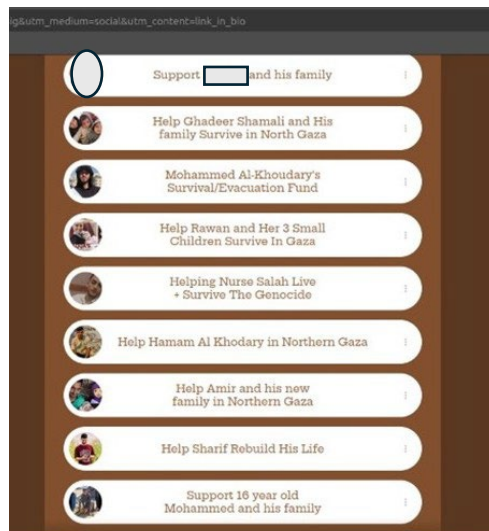 ig&utm_medium=social&utm_content=link_in_bio
Support and his family
Help Ghadeer Shamali and His
family Survive in North Gaza
Mohammed Al-Khoudary's
Survival/Evacuation Fund
Help Rawan and Her 3 Small
Children Survive In Gaza
Helping Nurse Salah Live
+ Survive The Genocide
Help Hamam Al Khodary in Northern Gaza
Help Amir and his new
family in Northern Gaza
Help Sharif Rebuild His Life
Support 16 year old
Mohammed and his family